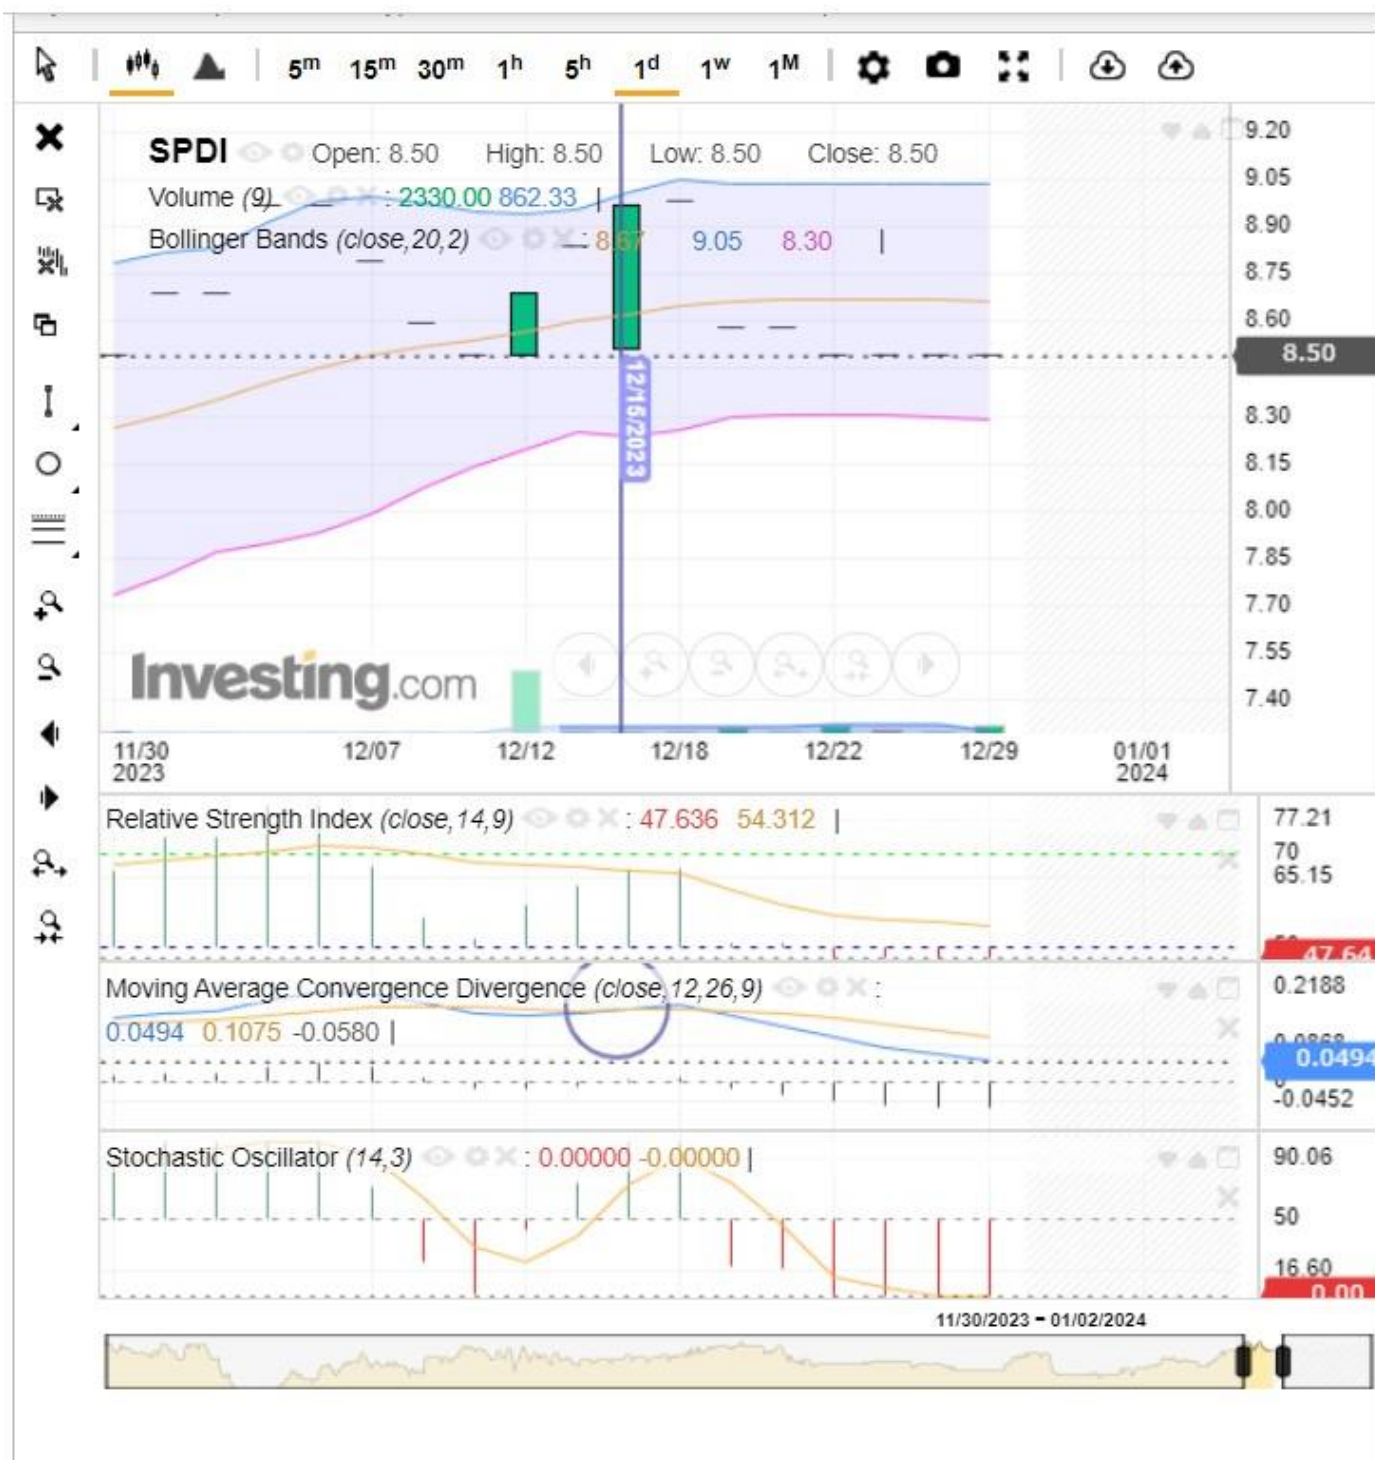 5m 15m 30m 1h 5h 1d 1w 1M
SPDI Open: 8.50 High: 8.50 Low: 8.50 Close: 8.50
Volume (9) : 2330.00 862.33 |
Bollinger Bands (close,20,2) : 8.67 9.05 8.30 |
9.20
9.05
8.90
8.75
8.60
8.50
8.30
8.15
8.00
7.85
7.70
7.55
7.40
12/15/2023
Investing.com
11/30 12/07 12/12 12/18 12/22 12/29 01/01
2023 2024
Relative Strength Index (close,14,9) : 47.636 54.312 |
77.21
70
65.15
47.64
Moving Average Convergence Divergence (close,12,26,9) :
0.0494 0.1075 -0.0580 |
0.2188
0.0868
0.0494
0
-0.0452
Stochastic Oscillator (14,3) : 0.00000 -0.00000 |
90.06
50
16.60
0.00
11/30/2023 - 01/02/2024